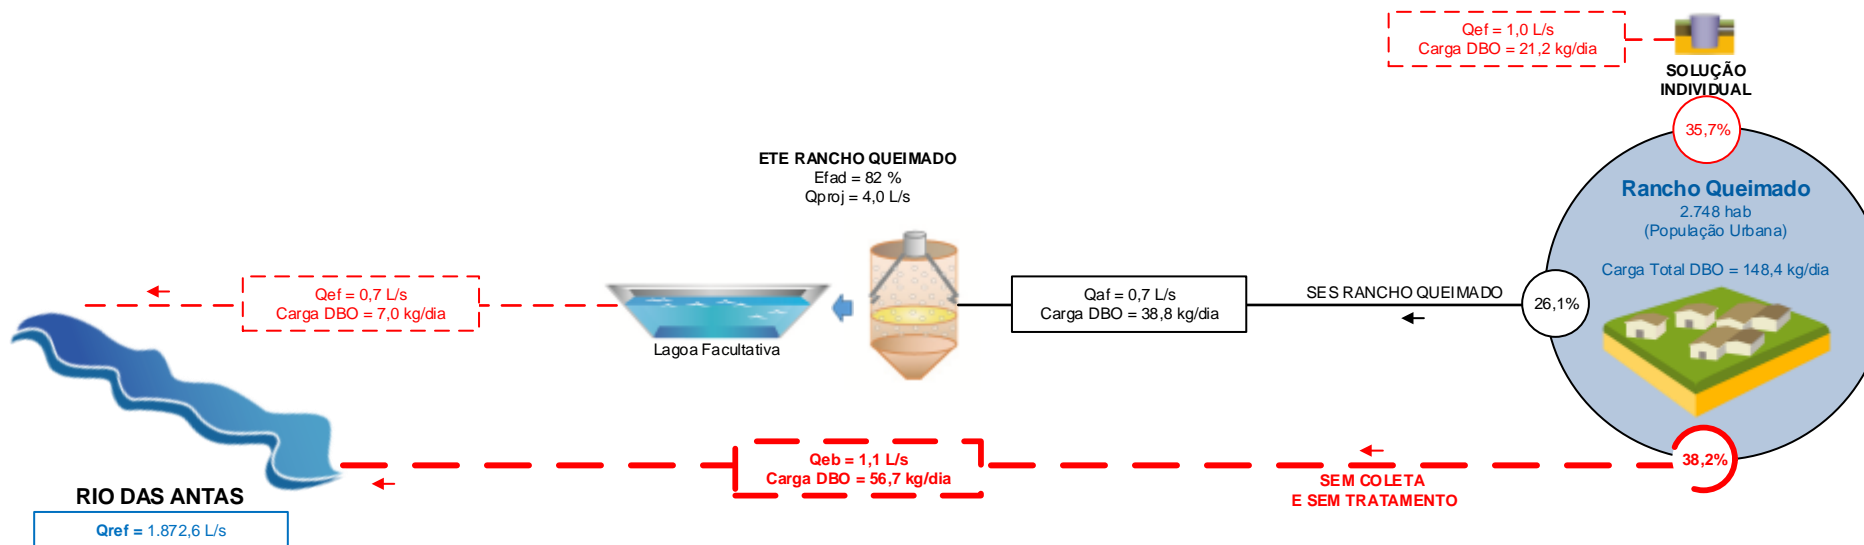 Qef = 1,0 L/s
Carga DBO = 21,2 kg/dia
SOLUÇÃO
INDIVIDUAL
35,7%
ETE RANCHO QUEIMADO
Efad = 82 %
Qproj = 4,0 L/s
Rancho Queimado
2.748 hab
(População Urbana)
Carga Total DBO = 148,4 kg/dia
Qef = 0,7 L/s
Carga DBO = 7,0 kg/dia
Lagoa Facultativa
Qaf = 0,7 L/s
Carga DBO = 38,8 kg/dia
SES RANCHO QUEIMADO
26,1%
Qeb = 1,1 L/s
Carga DBO = 56,7 kg/dia
SEM COLETA
E SEM TRATAMENTO
38,2%
RIO DAS ANTAS
Qref = 1.872,6 L/s